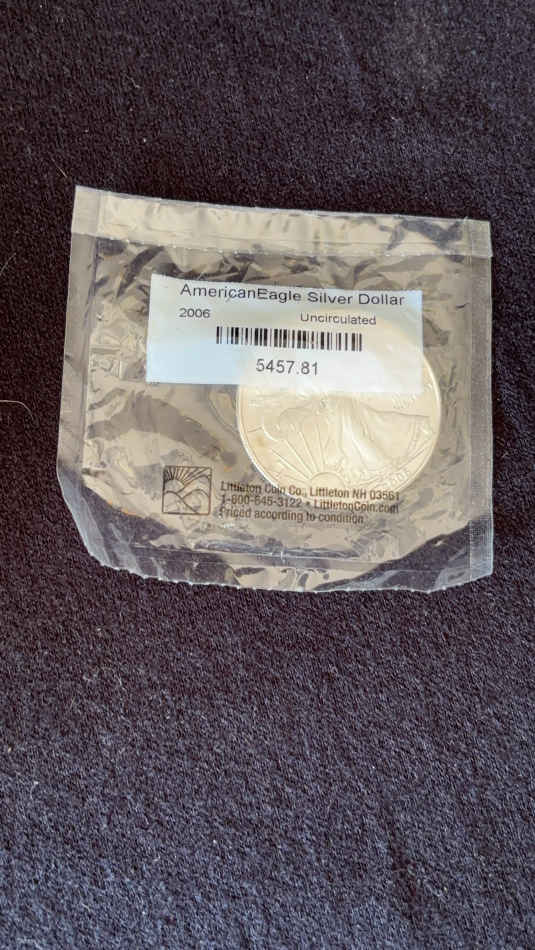 AmericanEagle Silver Dollar
2006 Uncirculated
5457.81
Littleton Coin Co., Littleton NH 03561
1-800-645-3122 • LittletonCoin.com
Priced according to condition